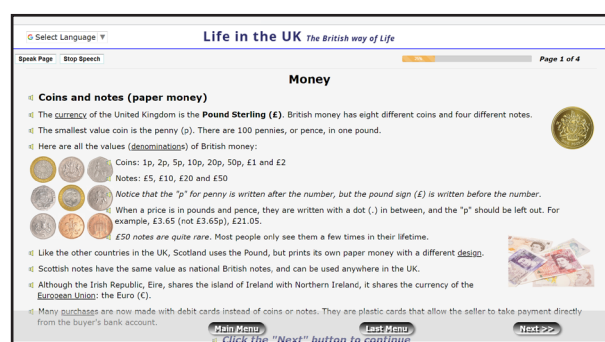 G Select Language ▼
Life in the UK The British way of Life
Speak Page Stop Speech
Page 1 of 4
Money
Coins and notes (paper money)
The currency of the United Kingdom is the Pound Sterling (£). British money has eight different coins and four different notes.
The smallest value coin is the penny (p). There are 100 pennies, or pence, in one pound.
Here are all the values (denominations) of British money:
Coins: 1p, 2p, 5p, 10p, 20p, 50p, £1 and £2
Notes: £5, £10, £20 and £50
Notice that the "p" for penny is written after the number, but the pound sign (£) is written before the number.
When a price is in pounds and pence, they are written with a dot (.) in between, and the "p" should be left out. For
example, £3.65 (not £3.65p), £21.05.
£50 notes are quite rare. Most people only see them a few times in their lifetime.
Like the other countries in the UK, Scotland uses the Pound, but prints its own paper money with a different design.
Scottish notes have the same value as national British notes, and can be used anywhere in the UK.
Although the Irish Republic, Eire, shares the island of Ireland with Northern Ireland, it shares the currency of the
European Union: the Euro (€).
Many purchases are now made with debit cards instead of coins or notes. They are plastic cards that allow the seller to take payment directly
from the buyer's bank account.
Main Menu Last Menu Next >>
Click the "Next" button to continue